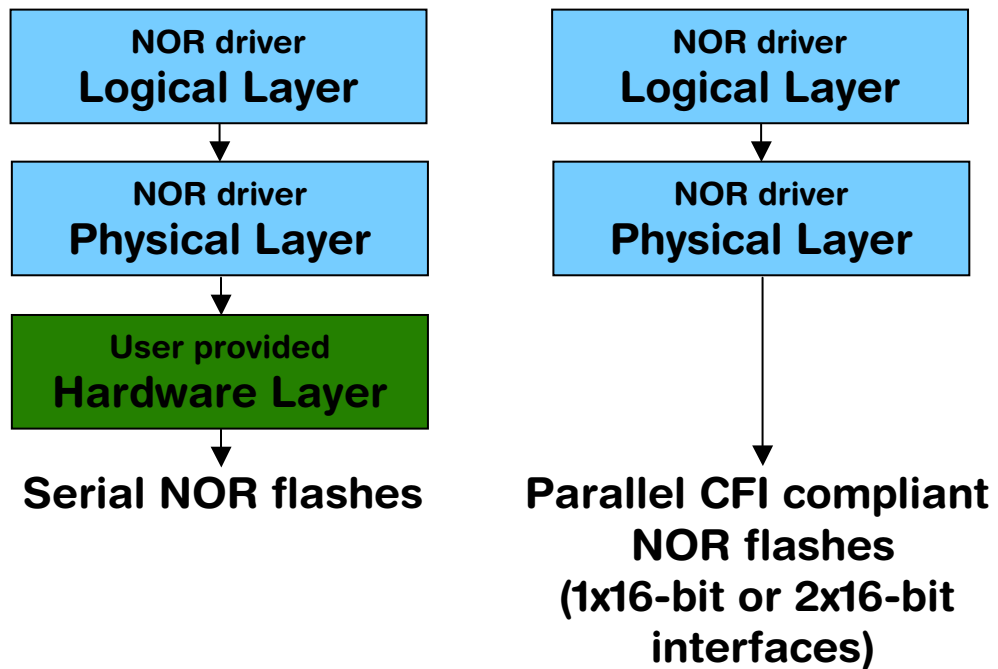 NOR driver
Logical Layer
NOR driver
Physical Layer
User provided
Hardware Layer
Serial NOR flashes
NOR driver
Logical Layer
NOR driver
Physical Layer
Parallel CFI compliant
NOR flashes
(1x16-bit or 2x16-bit
interfaces)